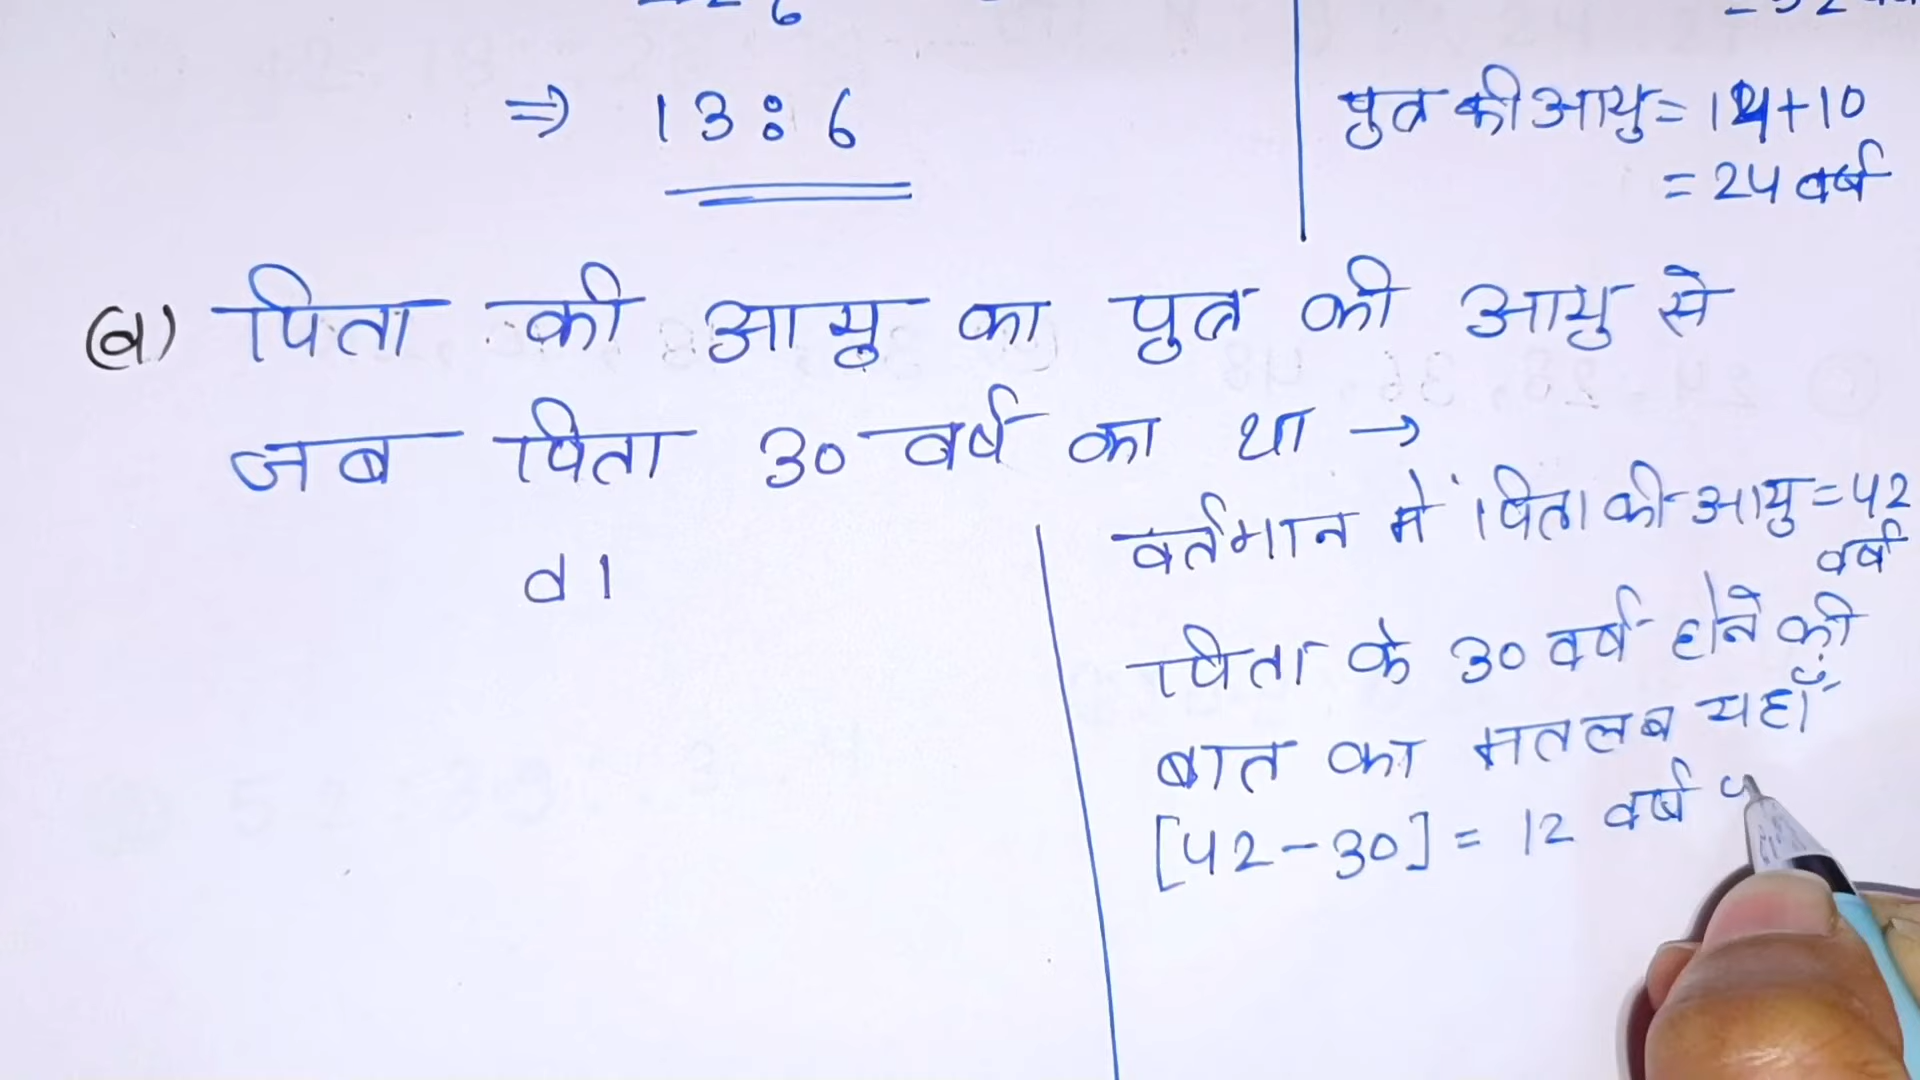 ⇒ 13 : 6
पुत्र की आयु = 14+10
= 24 वर्ष
(d) पिता की आयु का पुत्र की आयु से
जब पिता 30 वर्ष का था →
वर्तमान में पिता की आयु = 42
वर्ष
पिता के 30 वर्ष होने की
बात का मतलब यहाँ
[42-30] = 12 वर्ष